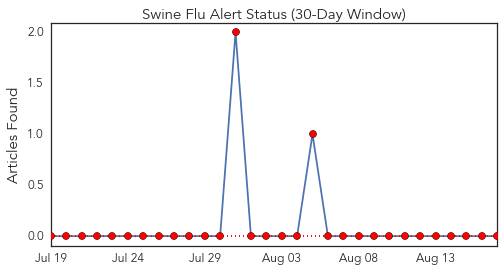 Swine Flu Alert Status (30-Day Window)
Articles Found
2.0
1.5
1.0
0.5
0.0
Jul 19
Jul 24
Jul 29
Aug 03
Aug 08
Aug 13